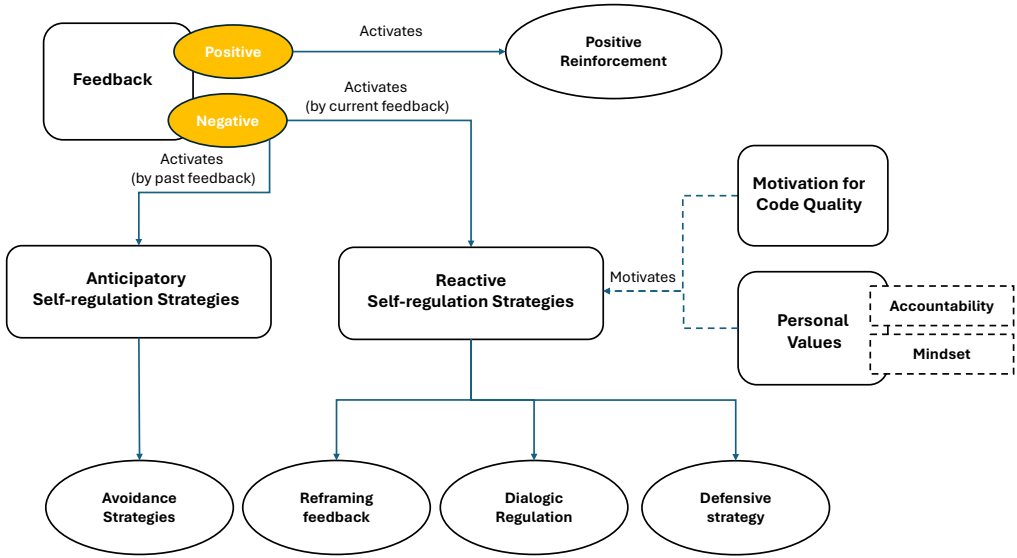 Feedback
Positive
Activates
Positive
Reinforcement
Negative
Activates
(by current feedback)
Activates
(by past feedback)
Motivation for
Code Quality
Anticipatory
Self-regulation Strategies
Reactive
Self-regulation Strategies
Motivates
Personal
Values
Accountability
Mindset
Avoidance
Strategies
Reframing
feedback
Dialogic
Regulation
Defensive
strategy